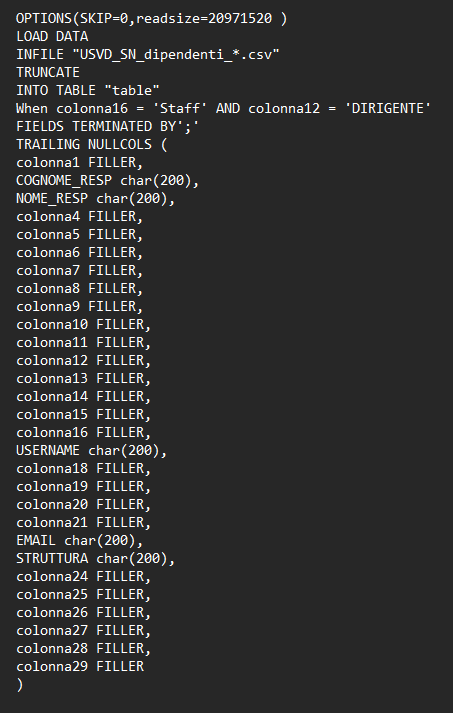 OPTIONS(SKIP=0,readsize=20971520 )
LOAD DATA
INFILE "USVD_SN_dipendenti_*.csv"
TRUNCATE
INTO TABLE "table"
When colonna16 = 'Staff' AND colonna12 = 'DIRIGENTE'
FIELDS TERMINATED BY';'
TRAILING NULLCOLS (
colonna1 FILLER,
COGNOME_RESP char(200),
NOME_RESP char(200),
colonna4 FILLER,
colonna5 FILLER,
colonna6 FILLER,
colonna7 FILLER,
colonna8 FILLER,
colonna9 FILLER,
colonna10 FILLER,
colonna11 FILLER,
colonna12 FILLER,
colonna13 FILLER,
colonna14 FILLER,
colonna15 FILLER,
colonna16 FILLER,
USERNAME char(200),
colonna18 FILLER,
colonna19 FILLER,
colonna20 FILLER,
colonna21 FILLER,
EMAIL char(200),
STRUTTURA char(200),
colonna24 FILLER,
colonna25 FILLER,
colonna26 FILLER,
colonna27 FILLER,
colonna28 FILLER,
colonna29 FILLER
)